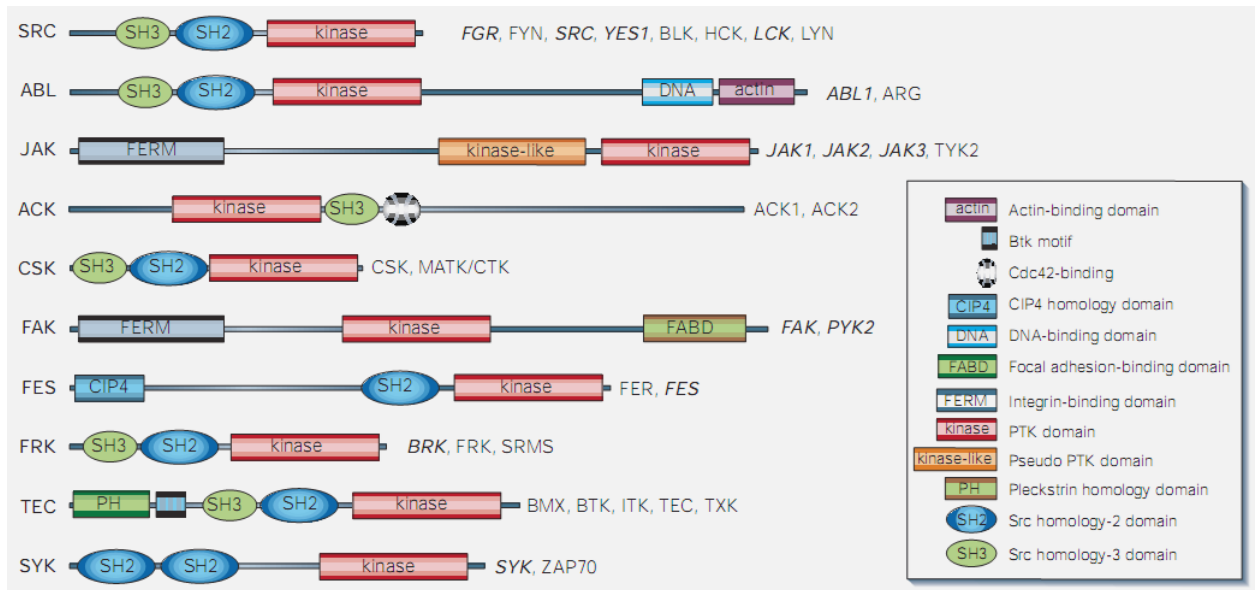 SRC SH3 SH2 kinase FGR, FYN, SRC, YES1, BLK, HCK, LCK, LYN
ABL SH3 SH2 kinase DNA actin ABL1, ARG
JAK FERM kinase-like kinase JAK1, JAK2, JAK3, TYK2
ACK kinase SH3 ACK1, ACK2
CSK SH3 SH2 kinase CSK, MATK/CTK
FAK FERM kinase FABD FAK, PYK2
FES CIP4 SH2 kinase FER, FES
FRK SH3 SH2 kinase BRK, FRK, SRMS
TEC PH SH3 SH2 kinase BMX, BTK, ITK, TEC, TXK
SYK SH2 SH2 kinase SYK, ZAP70
actin Actin-binding domain
Btk motif
Cdc42-binding
CIP4 CIP4 homology domain
DNA DNA-binding domain
FABD Focal adhesion-binding domain
FERM Integrin-binding domain
kinase PTK domain
kinase-like Pseudo PTK domain
PH Pleckstrin homology domain
SH2 Src homology-2 domain
SH3 Src homology-3 domain